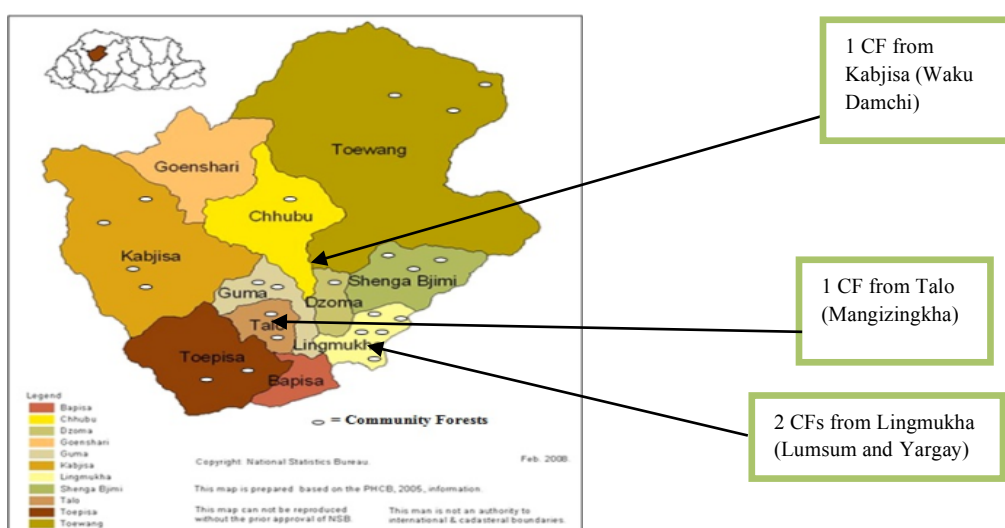 1 CF from
Kabjisa (Waku
Damchi)
Toewang
Goenshari
Chhubu
Kabjisa
Shenga Bjimi
Guma
Dzoma
1 CF from Talo
(Mangizingkha)
Talo
Lingmukha
Toepisa
Bapisa
2 CFs from Lingmukha
(Lumsum and Yargay)
Legend
Bapisa
Chhubu
Dzoma
Goenshari
Guma
Kabjisa
Lingmukha
Shenga Bjimi
Talo
Toepisa
Toewang
= Community Forests
Copyright: National Statistics Bureau.
Feb. 2008.
This map is prepared based on the PHCB, 2005, information.
This map can not be reproduced
without the prior approval of NSB.
This man is not an authority to
international & cadasteral boundaries.